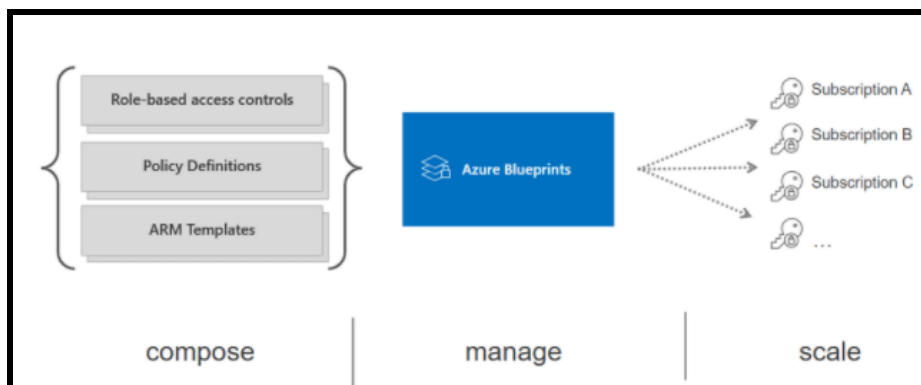 Role-based access controls
Policy Definitions
ARM Templates
Azure Blueprints
Subscription A
Subscription B
Subscription C
...
compose
manage
scale